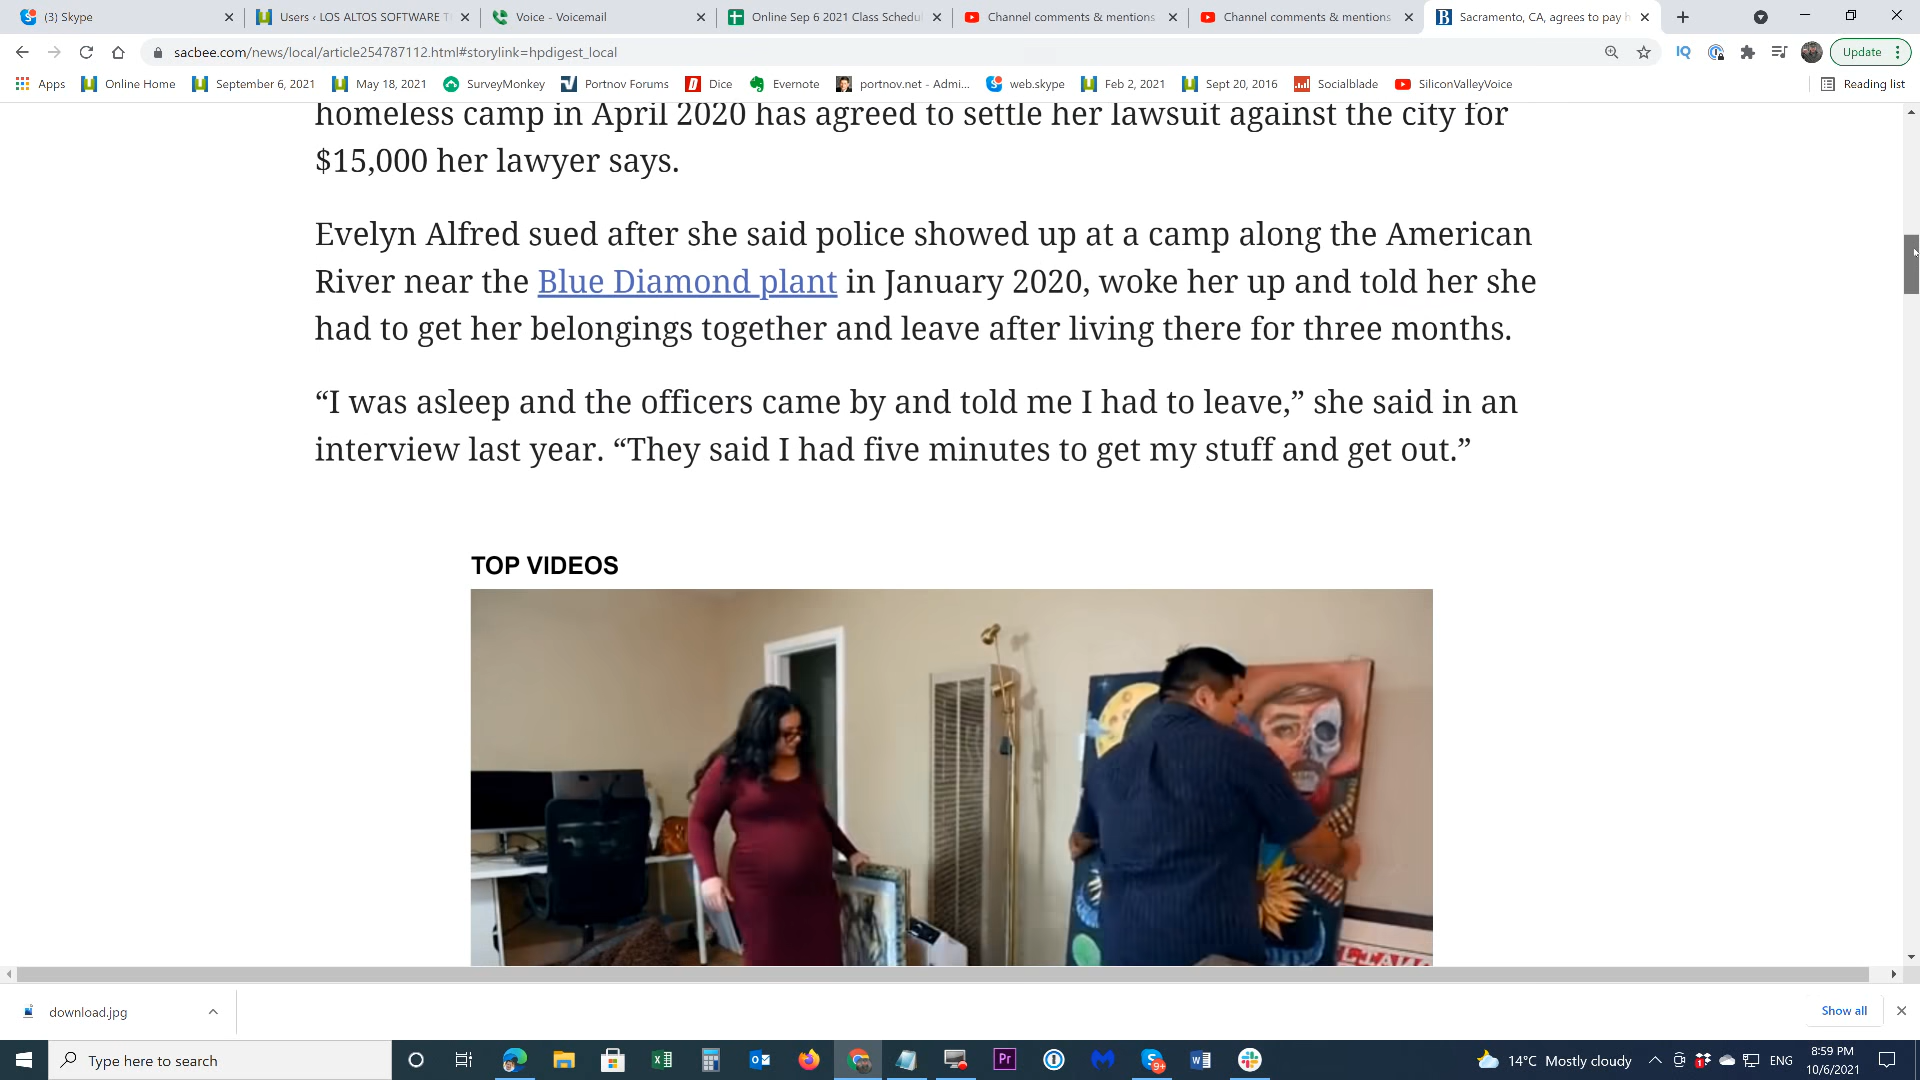 (3) Skype
Users ‹ LOS ALTOS SOFTWARE T
Voice - Voicemail
Online Sep 6 2021 Class Schedul
Channel comments & mentions
Channel comments & mentions
Sacramento, CA, agrees to pay h
sacbee.com/news/local/article254787112.html#storylink=hpdigest_local
IQ
Update
Apps
Online Home
September 6, 2021
May 18, 2021
SurveyMonkey
Portnov Forums
Dice
Evernote
portnov.net - Admi...
web.skype
Feb 2, 2021
Sept 20, 2016
Socialblade
SiliconValleyVoice
Reading list
homeless camp in April 2020 has agreed to settle her lawsuit against the city for
$15,000 her lawyer says.
Evelyn Alfred sued after she said police showed up at a camp along the American
River near the Blue Diamond plant in January 2020, woke her up and told her she
had to get her belongings together and leave after living there for three months.
“I was asleep and the officers came by and told me I had to leave,” she said in an
interview last year. “They said I had five minutes to get my stuff and get out.”
TOP VIDEOS
download.jpg
Show all
Type here to search
Pr
9+
14°C Mostly cloudy
ENG
8:59 PM
10/6/2021